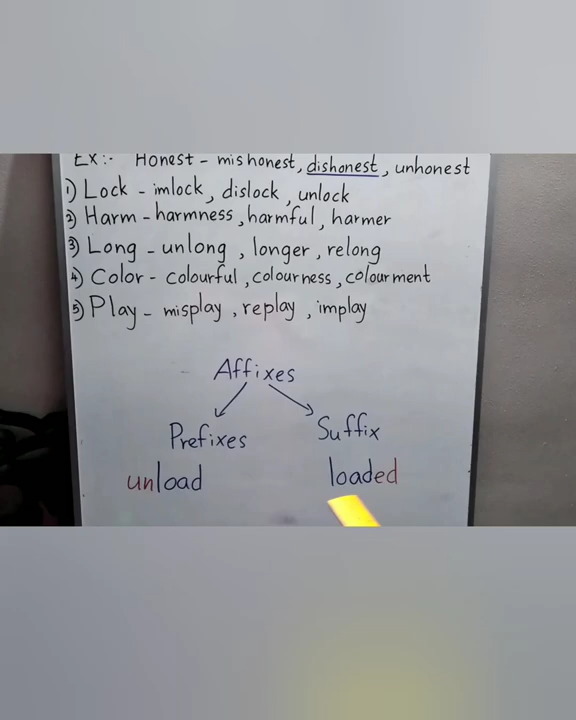 Ex:- Honest - mishonest, dishonest, unhonest
1) Lock - imlock, dislock, unlock
2) Harm - harmness, harmful, harmer
3) Long - unlong, longer, relong
4) Color - colourful, colourness, colourment
5) Play - misplay, replay, implay
Affixes
Prefixes Suffix
unload loaded